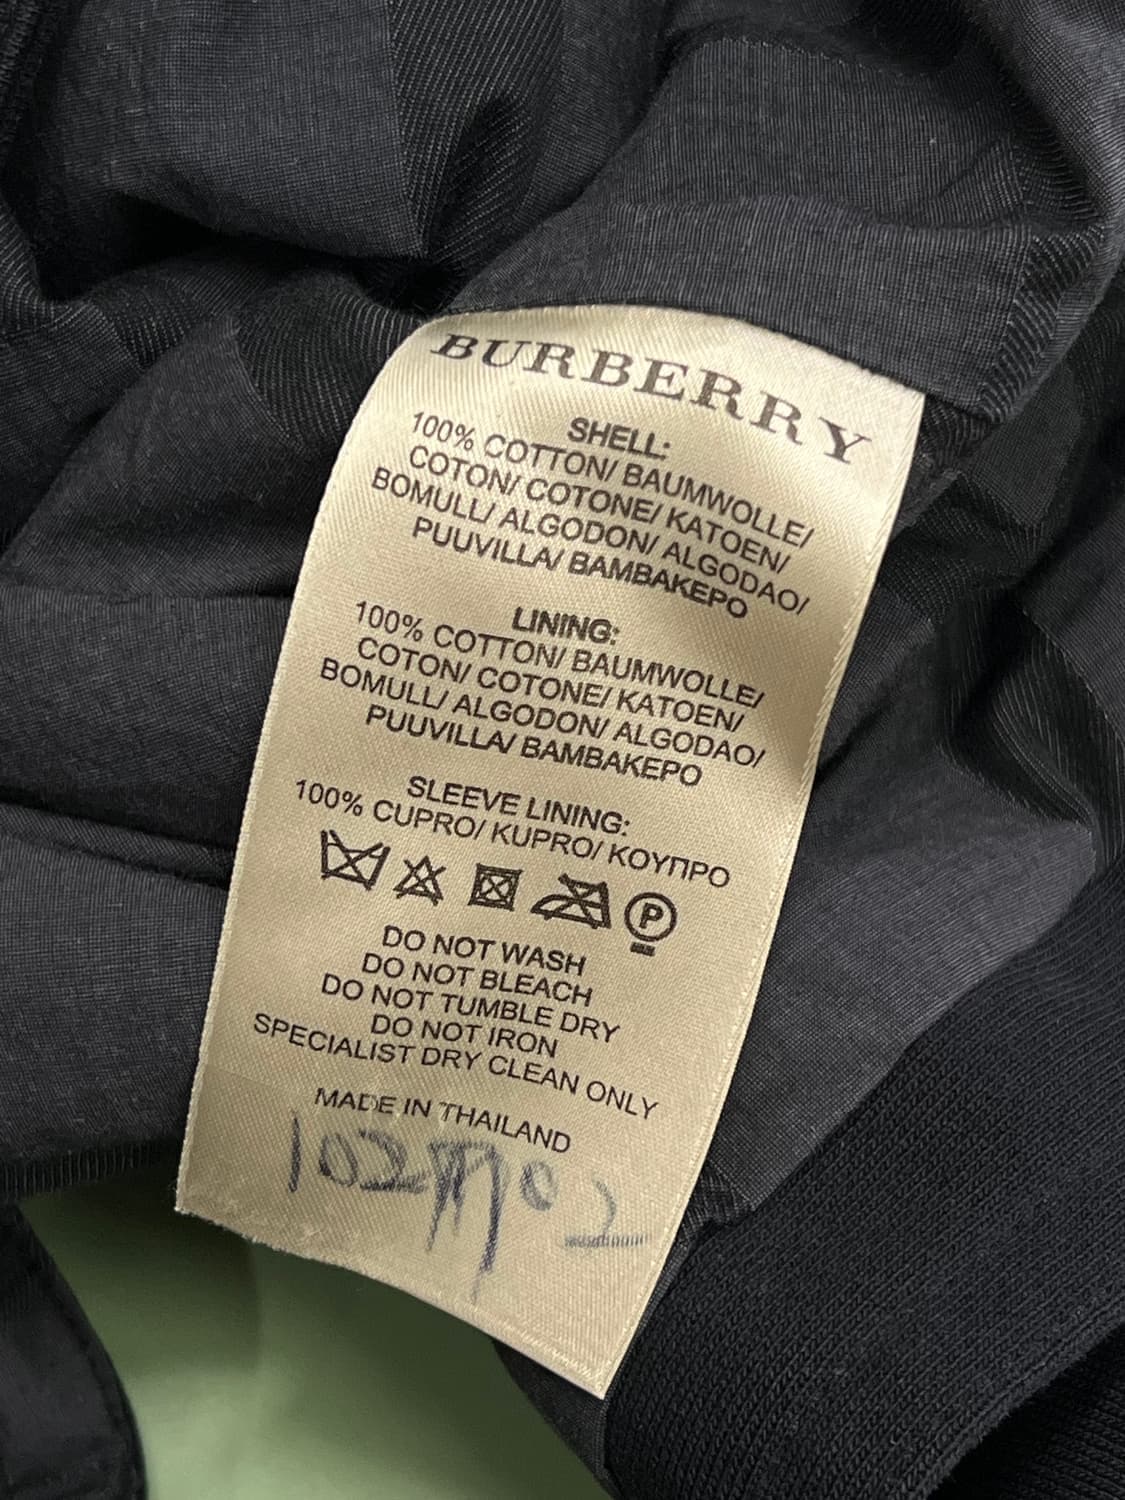 BURBERRY
SHELL:
100% COTTON/ BAUMWOLLE/
COTON/ COTONE/ KATOEN/
BOMULL/ ALGODON/ ALGODAO/
PUUVILLA/ BAMBAKEPO
LINING:
100% COTTON/ BAUMWOLLE/
COTON/ COTONE/ KATOEN/
BOMULL/ ALGODON/ ALGODAO/
PUUVILLA/ BAMBAKEPO
SLEEVE LINING:
100% CUPRO/ KUPRO/ ΚΟΥΠΡΟ
P
DO NOT WASH
DO NOT BLEACH
DO NOT TUMBLE DRY
DO NOT IRON
SPECIALIST DRY CLEAN ONLY
MADE IN THAILAND